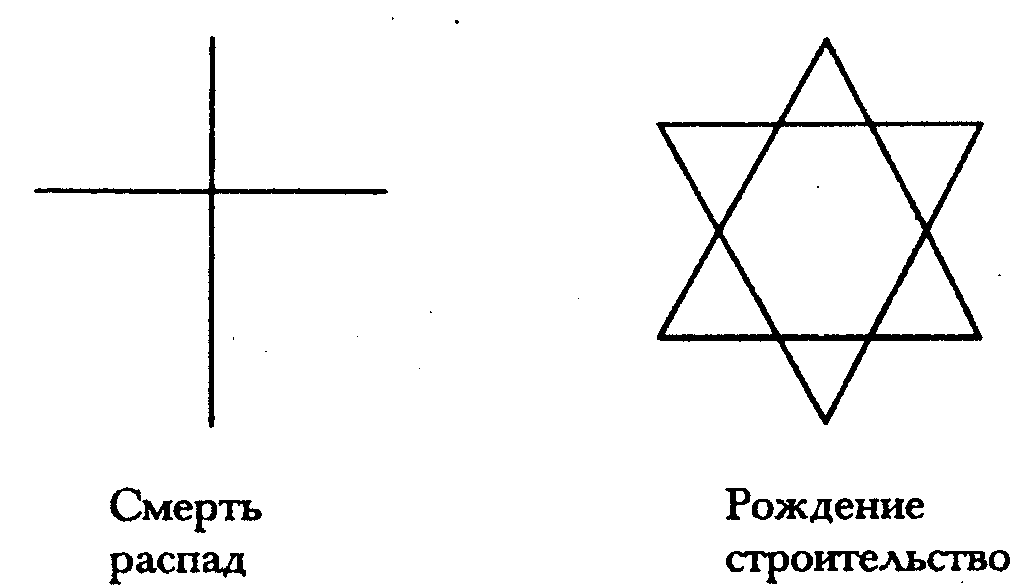 Смерть
распад
Рождение
строительство